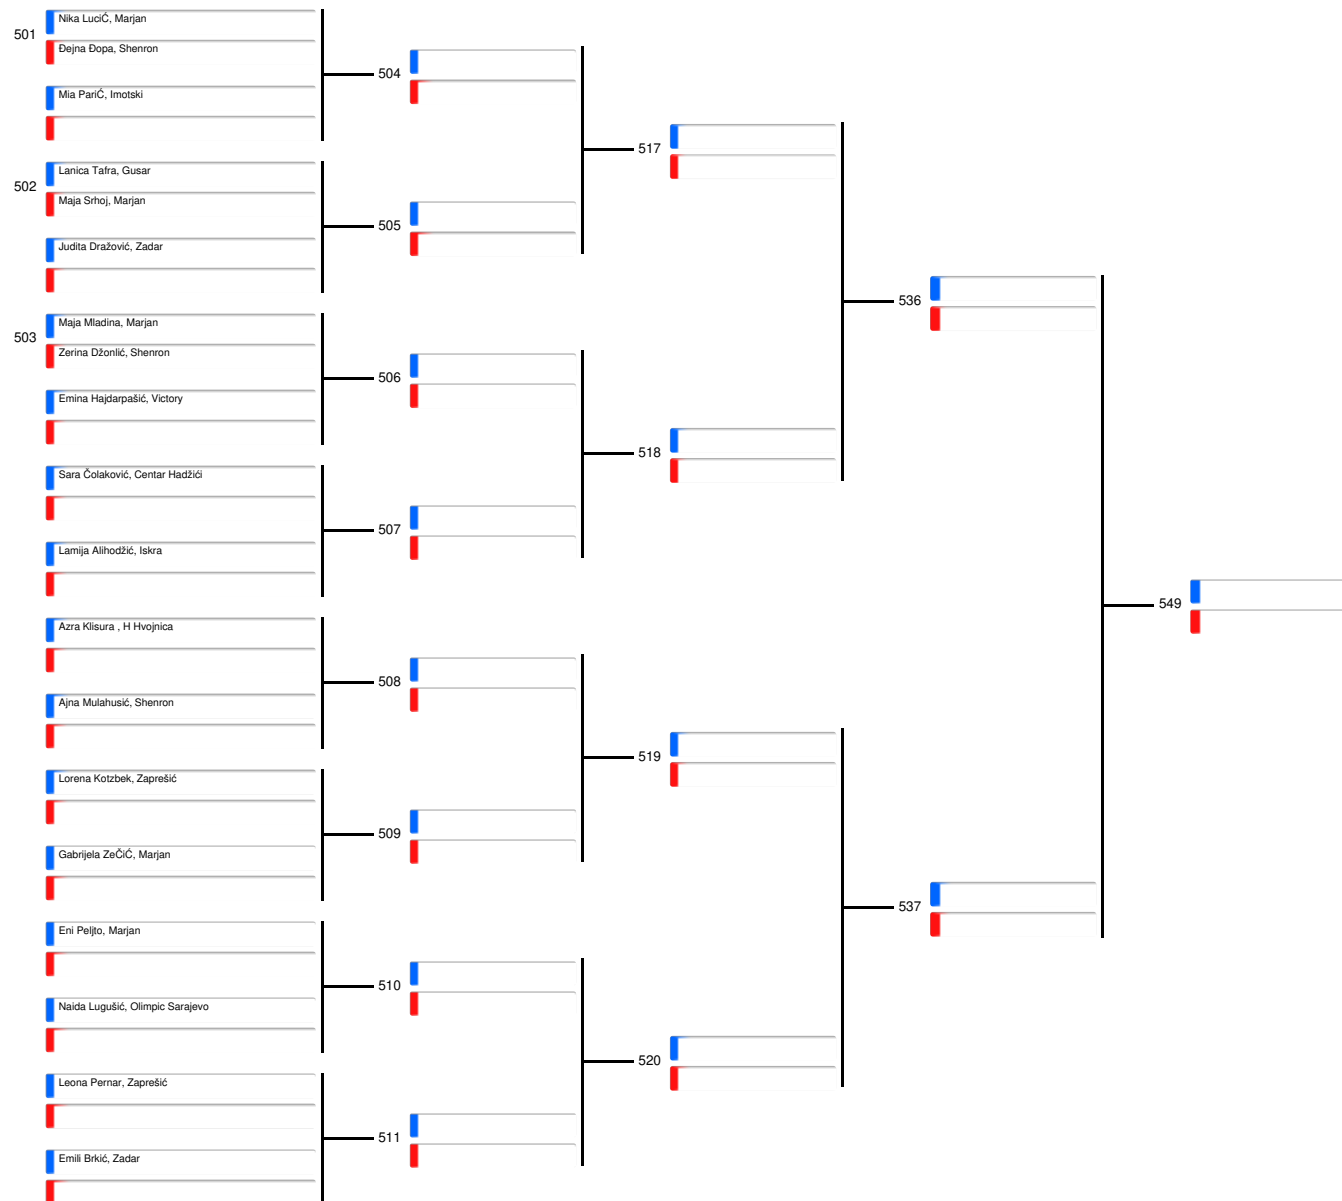 501
Nika LuciĆ, Marjan
Đejna Đopa, Shenron
Mia PariĆ, Imotski
502
Lanica Tafra, Gusar
Maja Srhoj, Marjan
Judita Dražović, Zadar
503
Maja Mladina, Marjan
Zerina Džonlić, Shenron
Emina Hajdarpašić, Victory
Sara Čolaković, Centar Hadžići
Lamija Alihodžić, Iskra
Azra Klisura , H Hvojnica
Ajna Mulahusić, Shenron
Lorena Kotzbek, Zaprešić
Gabrijela ZeČiĆ, Marjan
Eni Peljto, Marjan
Naida Lugušić, Olimpic Sarajevo
Leona Pernar, Zaprešić
Emili Brkić, Zadar
504
505
506
507
508
509
510
511
517
518
519
520
536
537
549